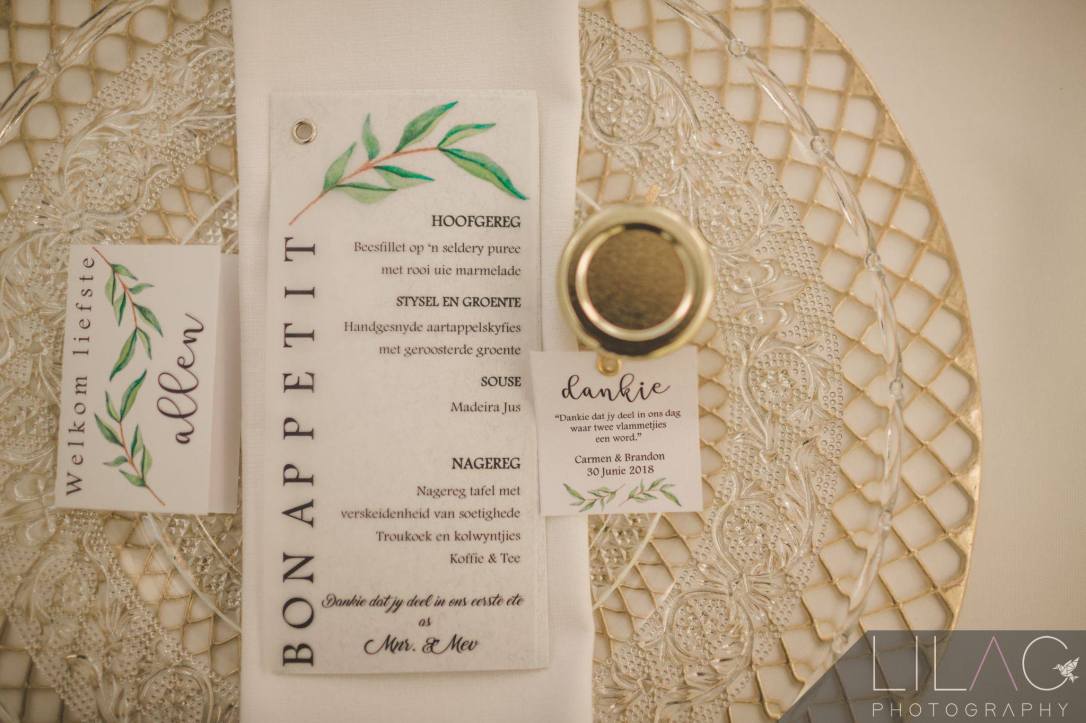 Welkom liefste
allen
BON APPETIT
HOOFGEREG
Beesfillet op 'n seldery puree
met rooi uie marmelade
STYSEL EN GROENTE
Handgesnyde aartappelskyfies
met geroosterde groente
SOUSE
Madeira Jus
NAGEREG
Nagereg tafel met
verskeidenheid van soetighede
Troukoek en kolwyntjies
Koffie & Tee
Dankie dat jy deel in ons eerste ete
as
Mnr. & Mev
dankie
"Dankie dat jy deel in ons dag
waar twee vlammetjies
een word."
Carmen & Brandon
30 Junie 2018
LILAC
PHOTOGRAPHY